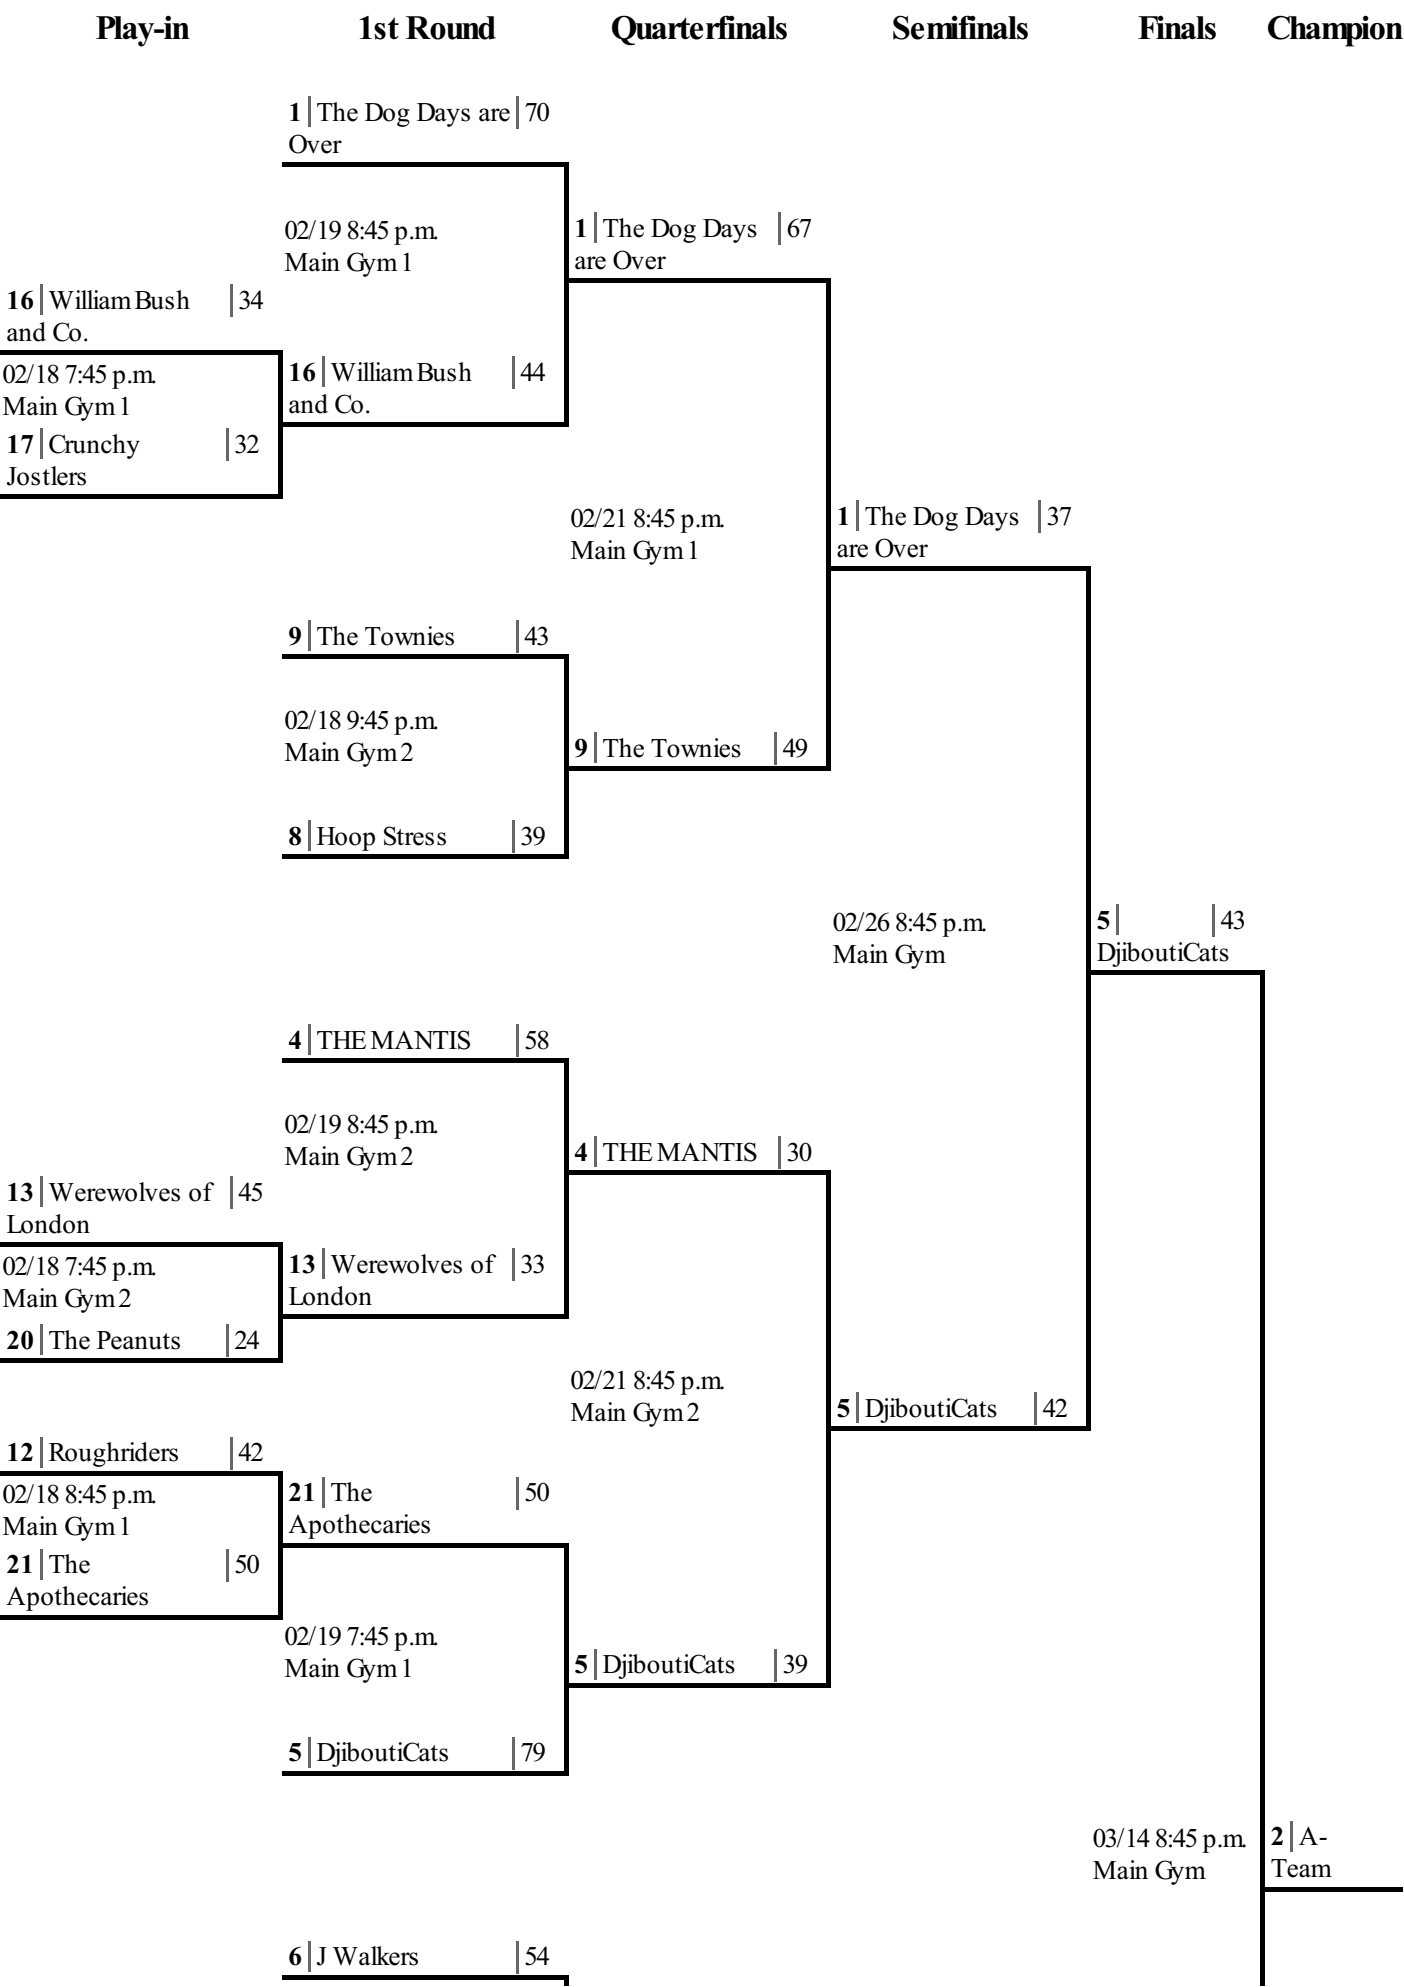 Play-in 1st Round Quarterfinals Semifinals Finals Champion
1 The Dog Days are 70
Over
02/19 8:45 p.m.
Main Gym 1
1 The Dog Days 67
are Over
16 William Bush 34
and Co.
02/18 7:45 p.m.
Main Gym 1
17 Crunchy 32
Jostlers
16 William Bush 44
and Co.
02/21 8:45 p.m.
Main Gym 1
1 The Dog Days 37
are Over
9 The Townies 43
02/18 9:45 p.m.
Main Gym 2
9 The Townies 49
8 Hoop Stress 39
02/26 8:45 p.m.
Main Gym
5 43
DjiboutiCats
4 THE MANTIS 58
02/19 8:45 p.m.
Main Gym 2
4 THE MANTIS 30
13 Werewolves of 45
London
02/18 7:45 p.m.
Main Gym 2
20 The Peanuts 24
13 Werewolves of 33
London
02/21 8:45 p.m.
Main Gym 2
5 DjiboutiCats 42
12 Roughriders 42
02/18 8:45 p.m.
Main Gym 1
21 The 50
Apothecaries
21 The 50
Apothecaries
02/19 7:45 p.m.
Main Gym 1
5 DjiboutiCats 39
5 DjiboutiCats 79
03/14 8:45 p.m.
Main Gym
2 A-
Team
6 J Walkers 54